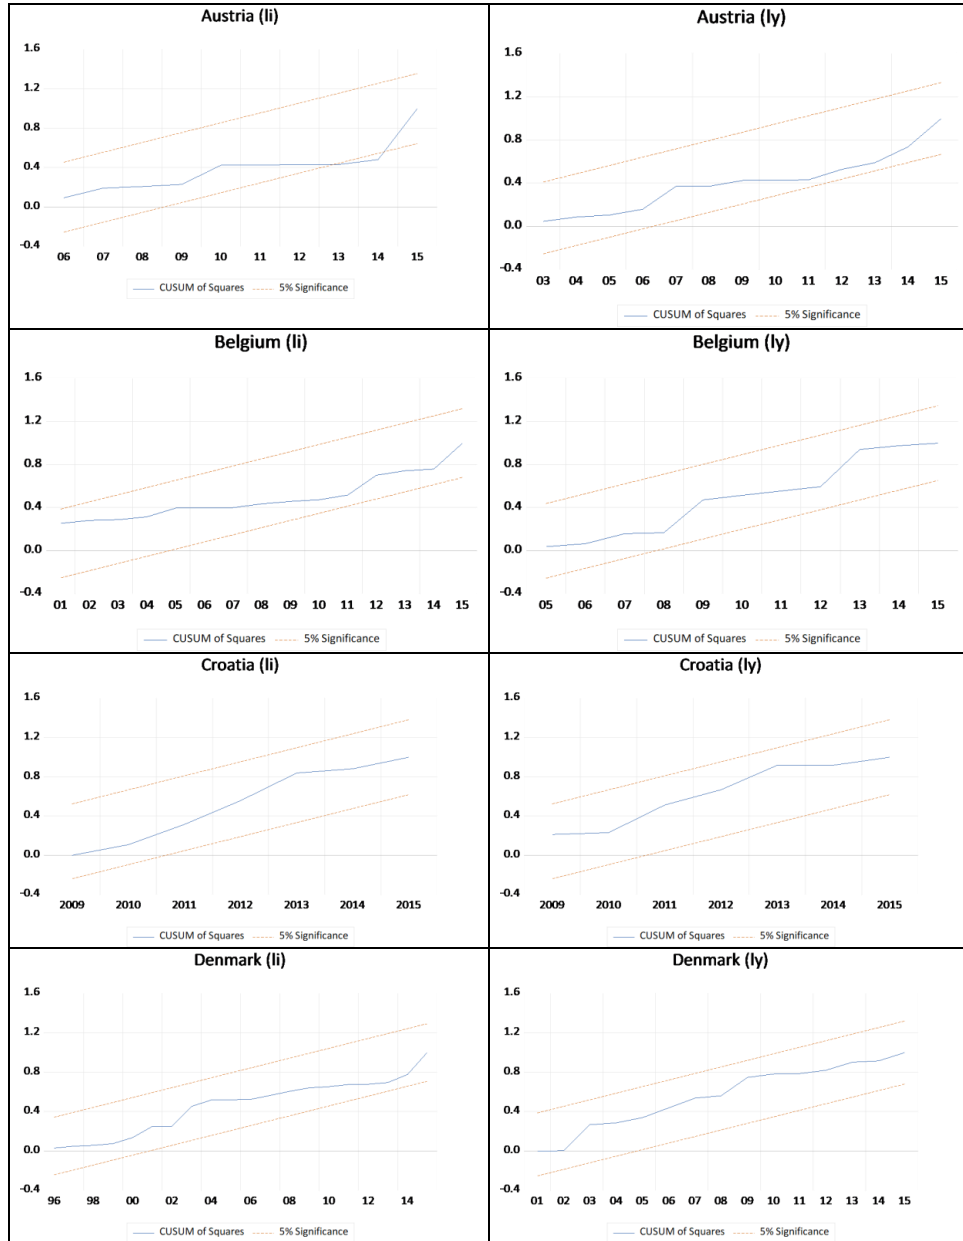 Austria (li)
1.6
1.2
0.8
0.4
0.0
-0.4
06 07 08 09 10 11 12 13 14 15
CUSUM of Squares 5% Significance
Austria (ly)
1.6
1.2
0.8
0.4
0.0
-0.4
03 04 05 06 07 08 09 10 11 12 13 14 15
CUSUM of Squares 5% Significance
Belgium (li)
1.6
1.2
0.8
0.4
0.0
-0.4
01 02 03 04 05 06 07 08 09 10 11 12 13 14 15
CUSUM of Squares 5% Significance
Belgium (ly)
1.6
1.2
0.8
0.4
0.0
-0.4
05 06 07 08 09 10 11 12 13 14 15
CUSUM of Squares 5% Significance
Croatia (li)
1.6
1.2
0.8
0.4
0.0
-0.4
2009 2010 2011 2012 2013 2014 2015
CUSUM of Squares 5% Significance
Croatia (ly)
1.6
1.2
0.8
0.4
0.0
-0.4
2009 2010 2011 2012 2013 2014 2015
CUSUM of Squares 5% Significance
Denmark (li)
1.6
1.2
0.8
0.4
0.0
-0.4
96 98 00 02 04 06 08 10 12 14
CUSUM of Squares 5% Significance
Denmark (ly)
1.6
1.2
0.8
0.4
0.0
-0.4
01 02 03 04 05 06 07 08 09 10 11 12 13 14 15
CUSUM of Squares 5% Significance